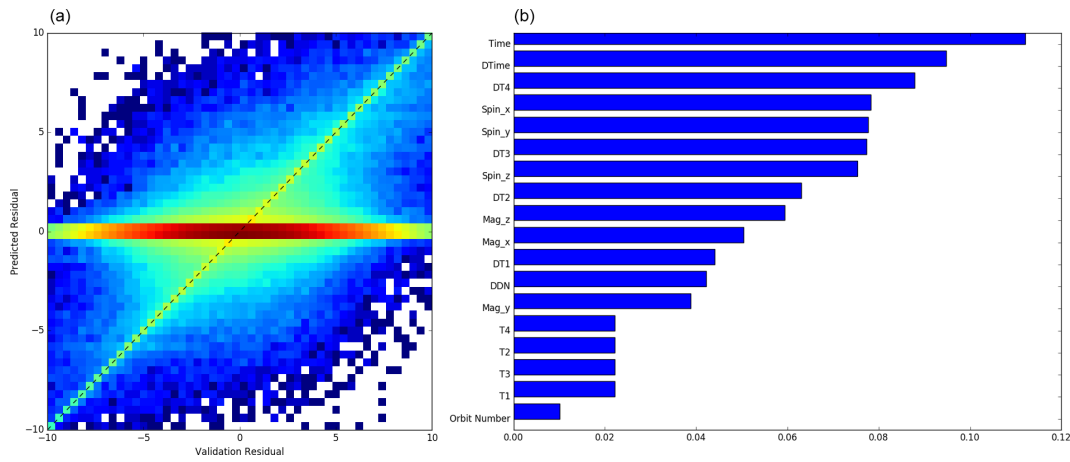 (a)
10
5
0
−5
−10
Predicted Residual
−10
−5
0
5
10
Validation Residual
(b)
Time
DTime
DT4
Spin_x
Spin_y
DT3
Spin_z
DT2
Mag_z
Mag_x
DT1
DDN
Mag_y
T4
T2
T3
T1
Orbit Number
0.00
0.02
0.04
0.06
0.08
0.10
0.12